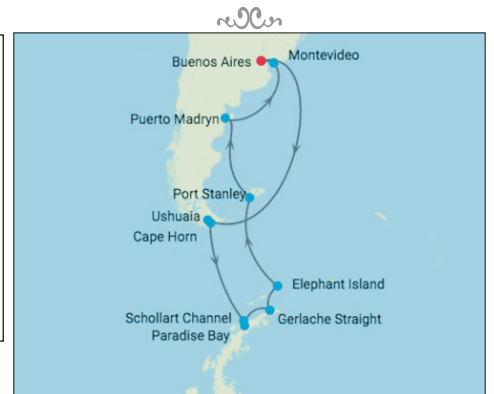 Buenos Aires
Montevideo
Puerto Madryn
Port Stanley
Ushuaia
Cape Horn
Elephant Island
Schollart Channel
Gerlache Straight
Paradise Bay